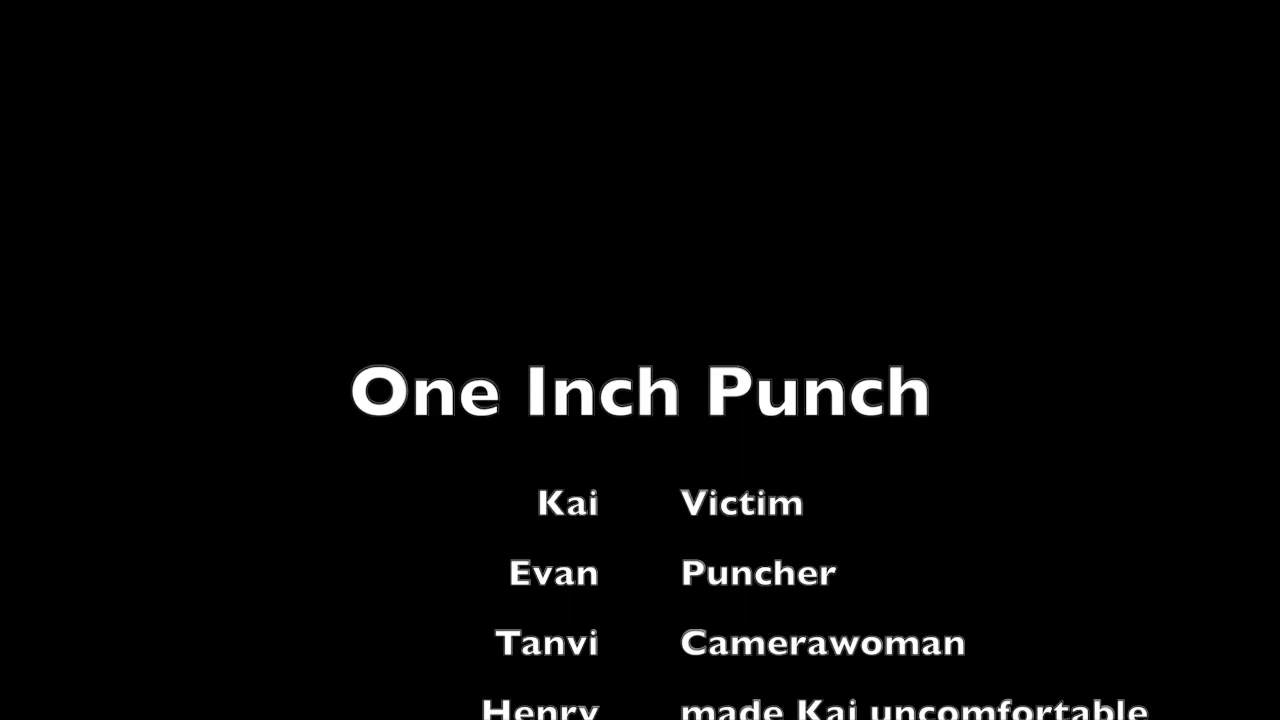 One Inch Punch
Kai Victim
Evan Puncher
Tanvi Camerawoman
Henry made Kai uncomfortable